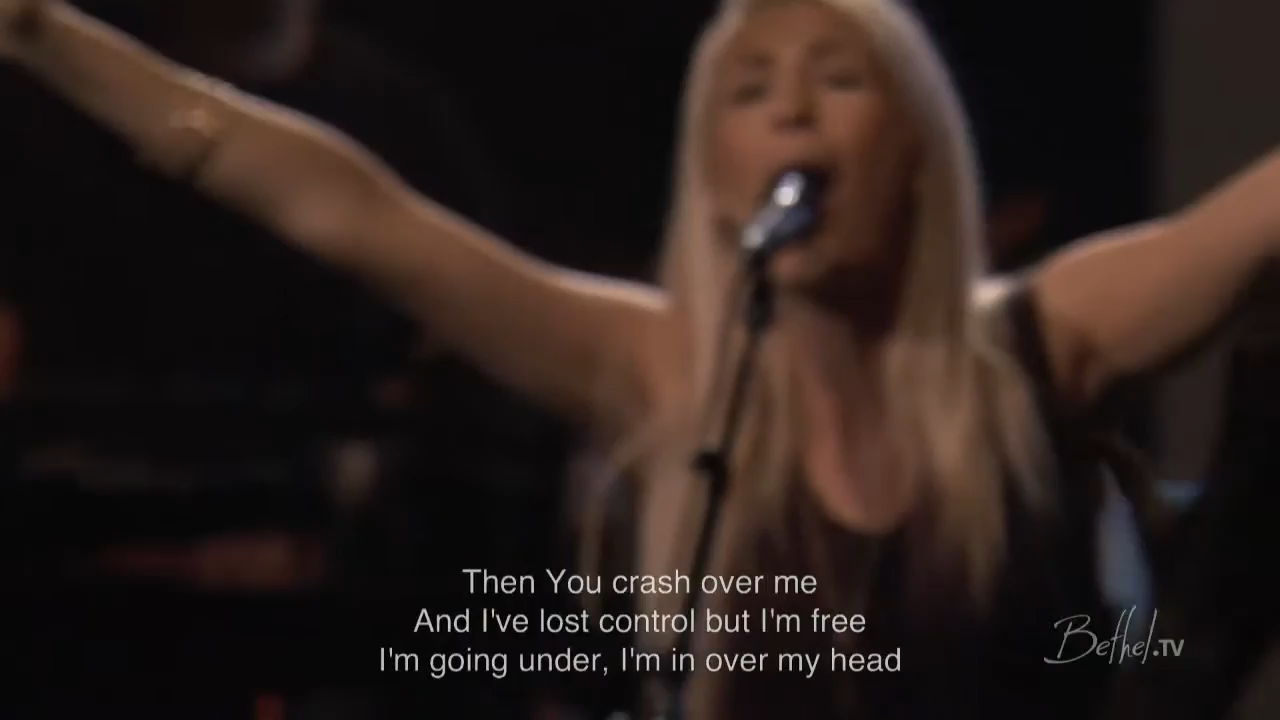 Then You crash over me
And I've lost control but I'm free
I'm going under, I'm in over my head
Bethel.TV